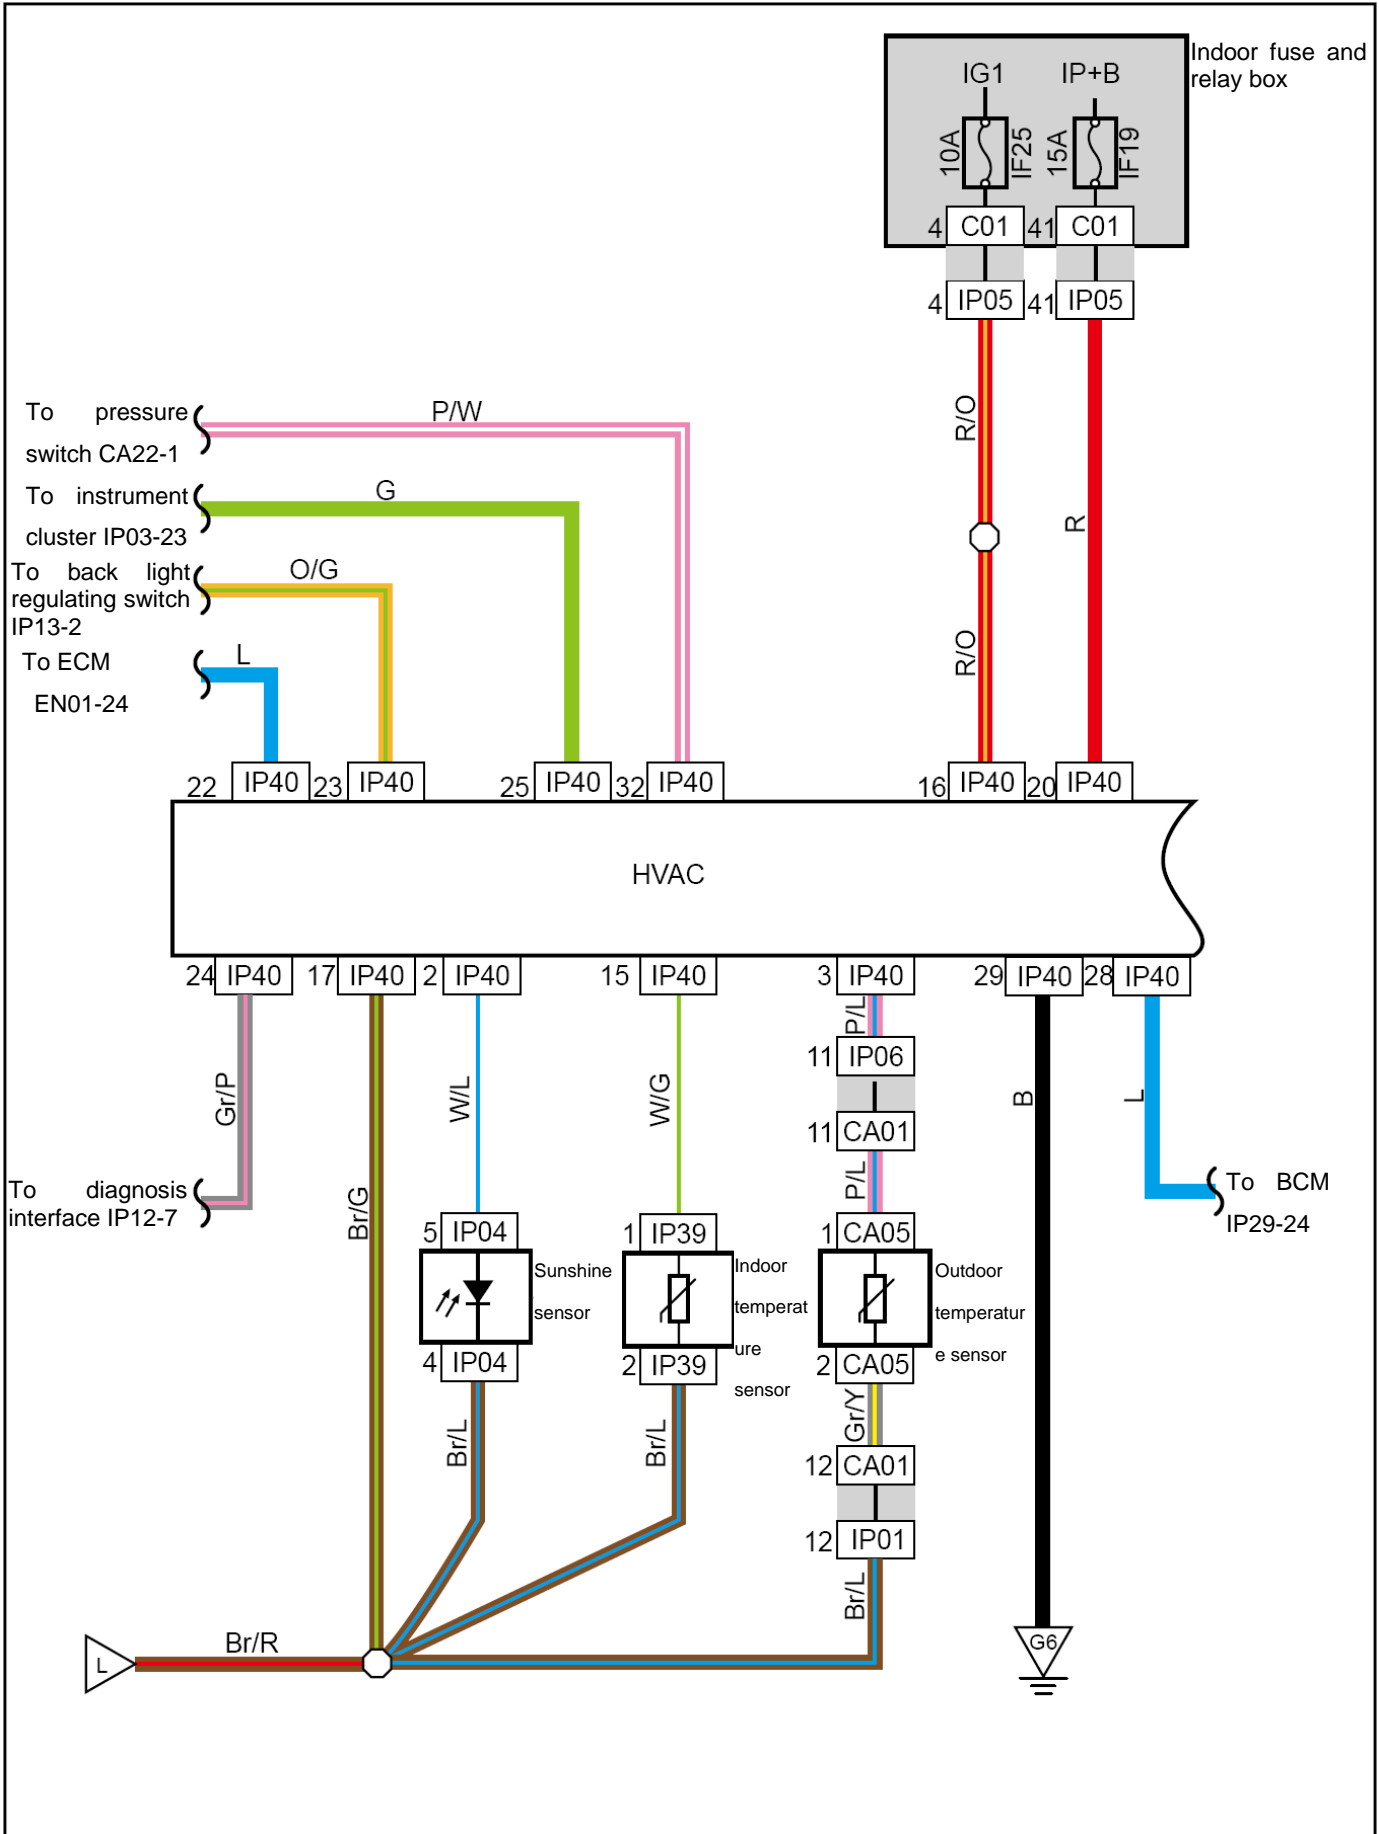 Indoor fuse and
relay box
IG1
IP+B
10A
IF25
15A
IF19
4 C01
41 C01
4 IP05
41 IP05
To pressure
switch CA22-1
P/W
R/O
To instrument
cluster IP03-23
G
R
To back light
regulating switch
IP13-2
O/G
To ECM
EN01-24
L
R/O
22 IP40
23 IP40
25 IP40
32 IP40
16 IP40
20 IP40
HVAC
24 IP40
17 IP40
2 IP40
15 IP40
3 IP40
29 IP40
28 IP40
P/L
11 IP06
Gr/P
W/L
W/G
B
L
11 CA01
P/L
To diagnosis
interface IP12-7
Br/G
To BCM
IP29-24
5 IP04
1 IP39
1 CA05
Sunshine
sensor
Indoor
temperat
ure
sensor
Outdoor
temperatur
e sensor
4 IP04
2 IP39
2 CA05
Br/L
Br/L
Gr/Y
12 CA01
12 IP01
Br/L
L
Br/R
G6